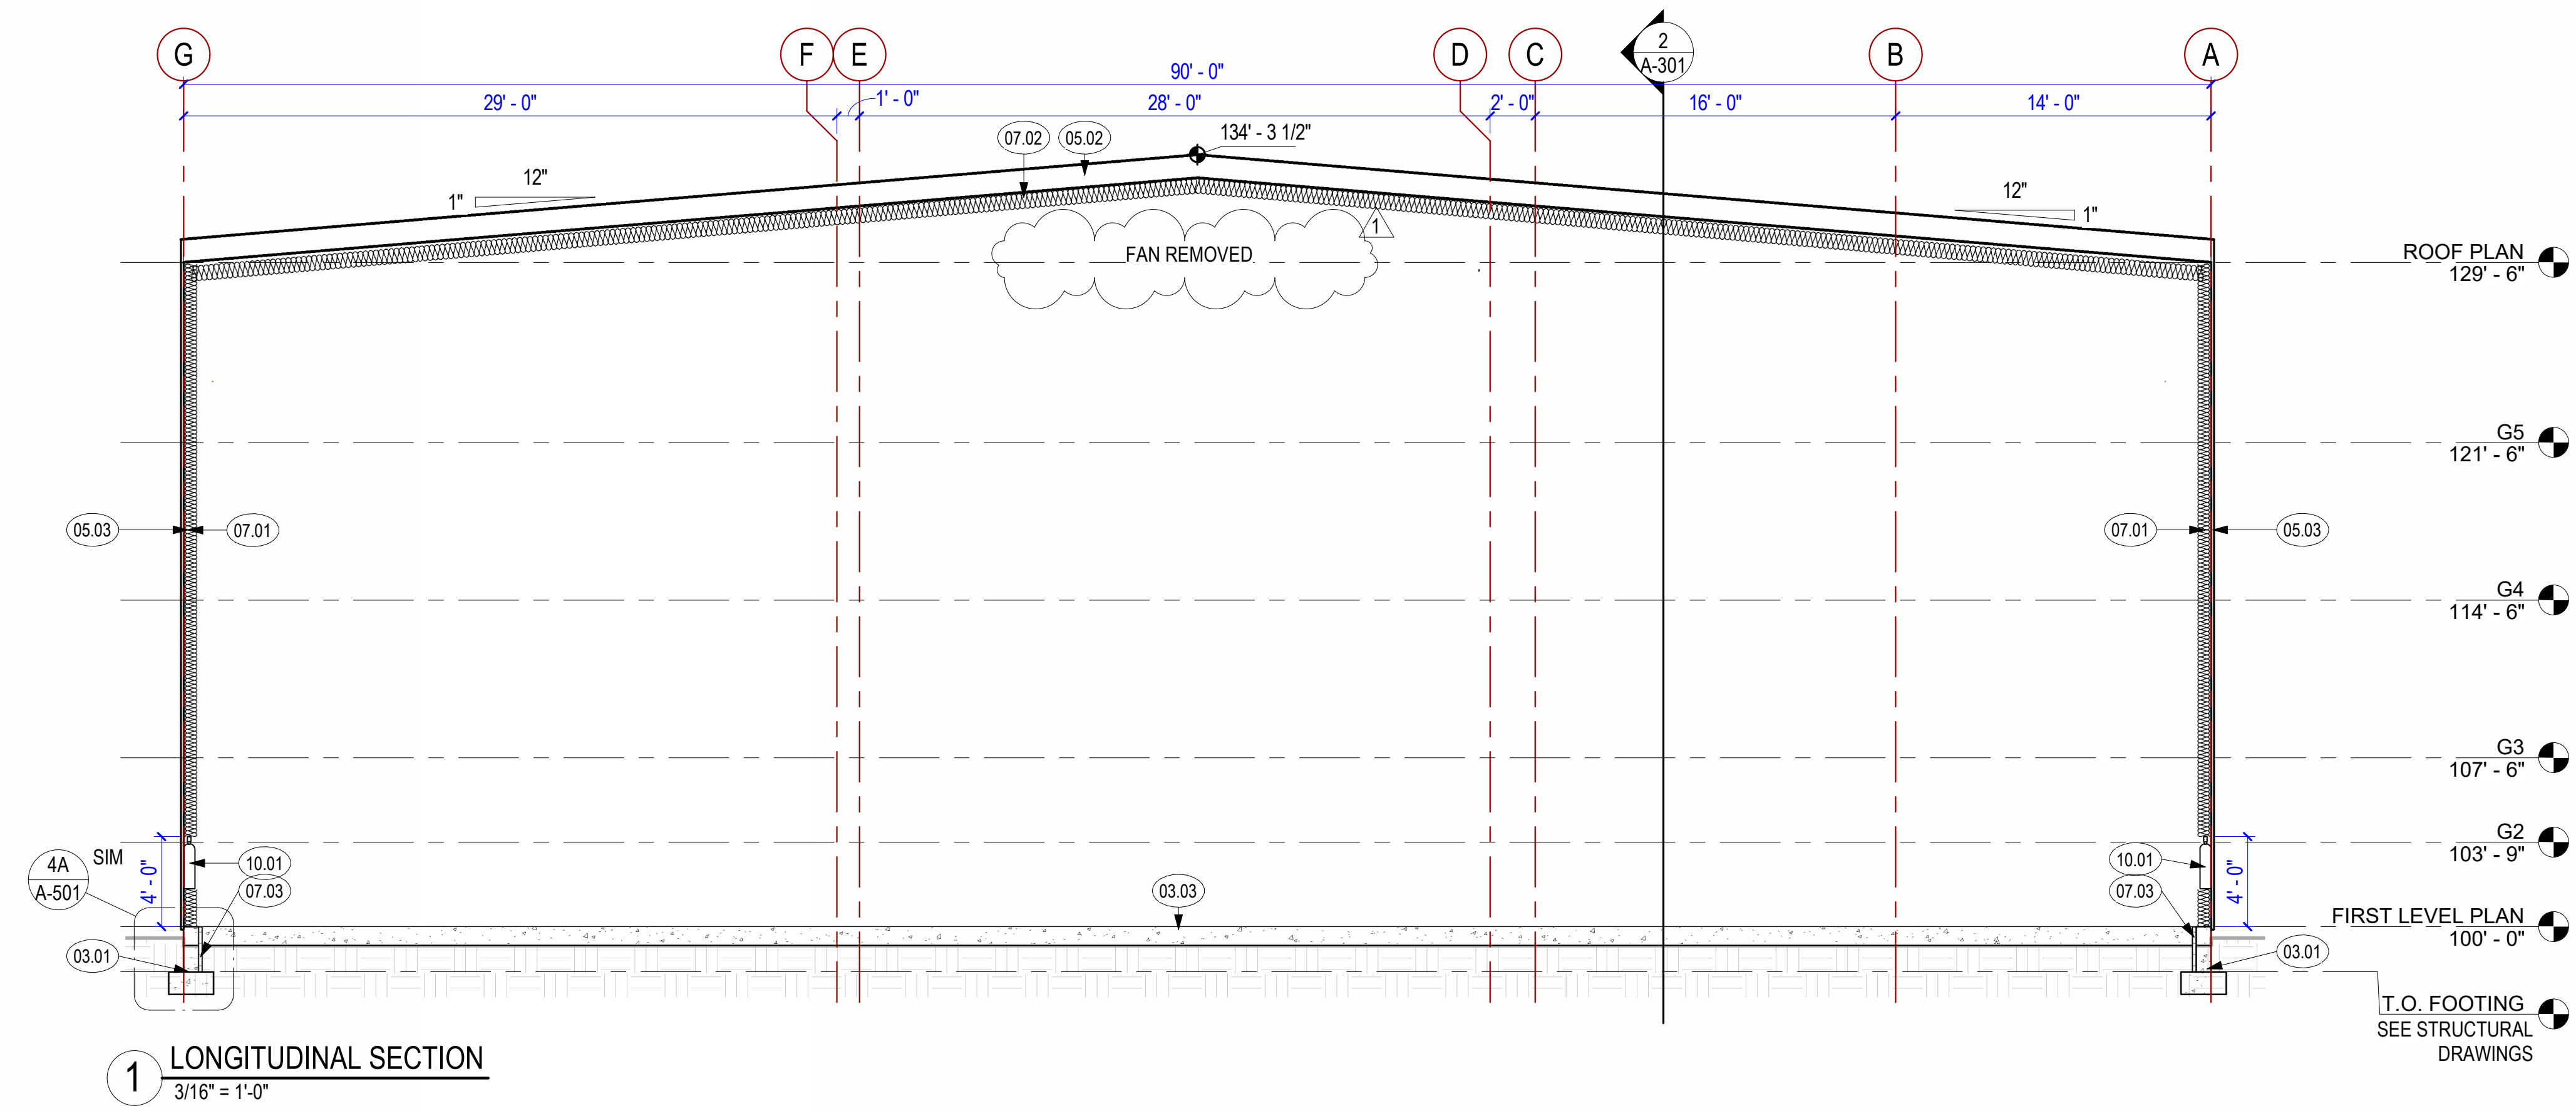 G
F
E
D
C
2
A-301
B
A
90' - 0"
29' - 0"
1' - 0"
28' - 0"
2' - 0"
16' - 0"
14' - 0"
07.02
05.02
134' - 3 1/2"
12"
1"
12"
1"
1
FAN REMOVED
ROOF PLAN
129' - 6"
G5
121' - 6"
05.03
07.01
07.01
05.03
G4
114' - 6"
G3
107' - 6"
G2
103' - 9"
4A
A-501
SIM
4' - 0"
10.01
07.03
03.03
10.01
07.03
4' - 0"
FIRST LEVEL PLAN
100' - 0"
03.01
03.01
T.O. FOOTING
SEE STRUCTURAL
DRAWINGS
1
LONGITUDINAL SECTION
3/16" = 1'-0"